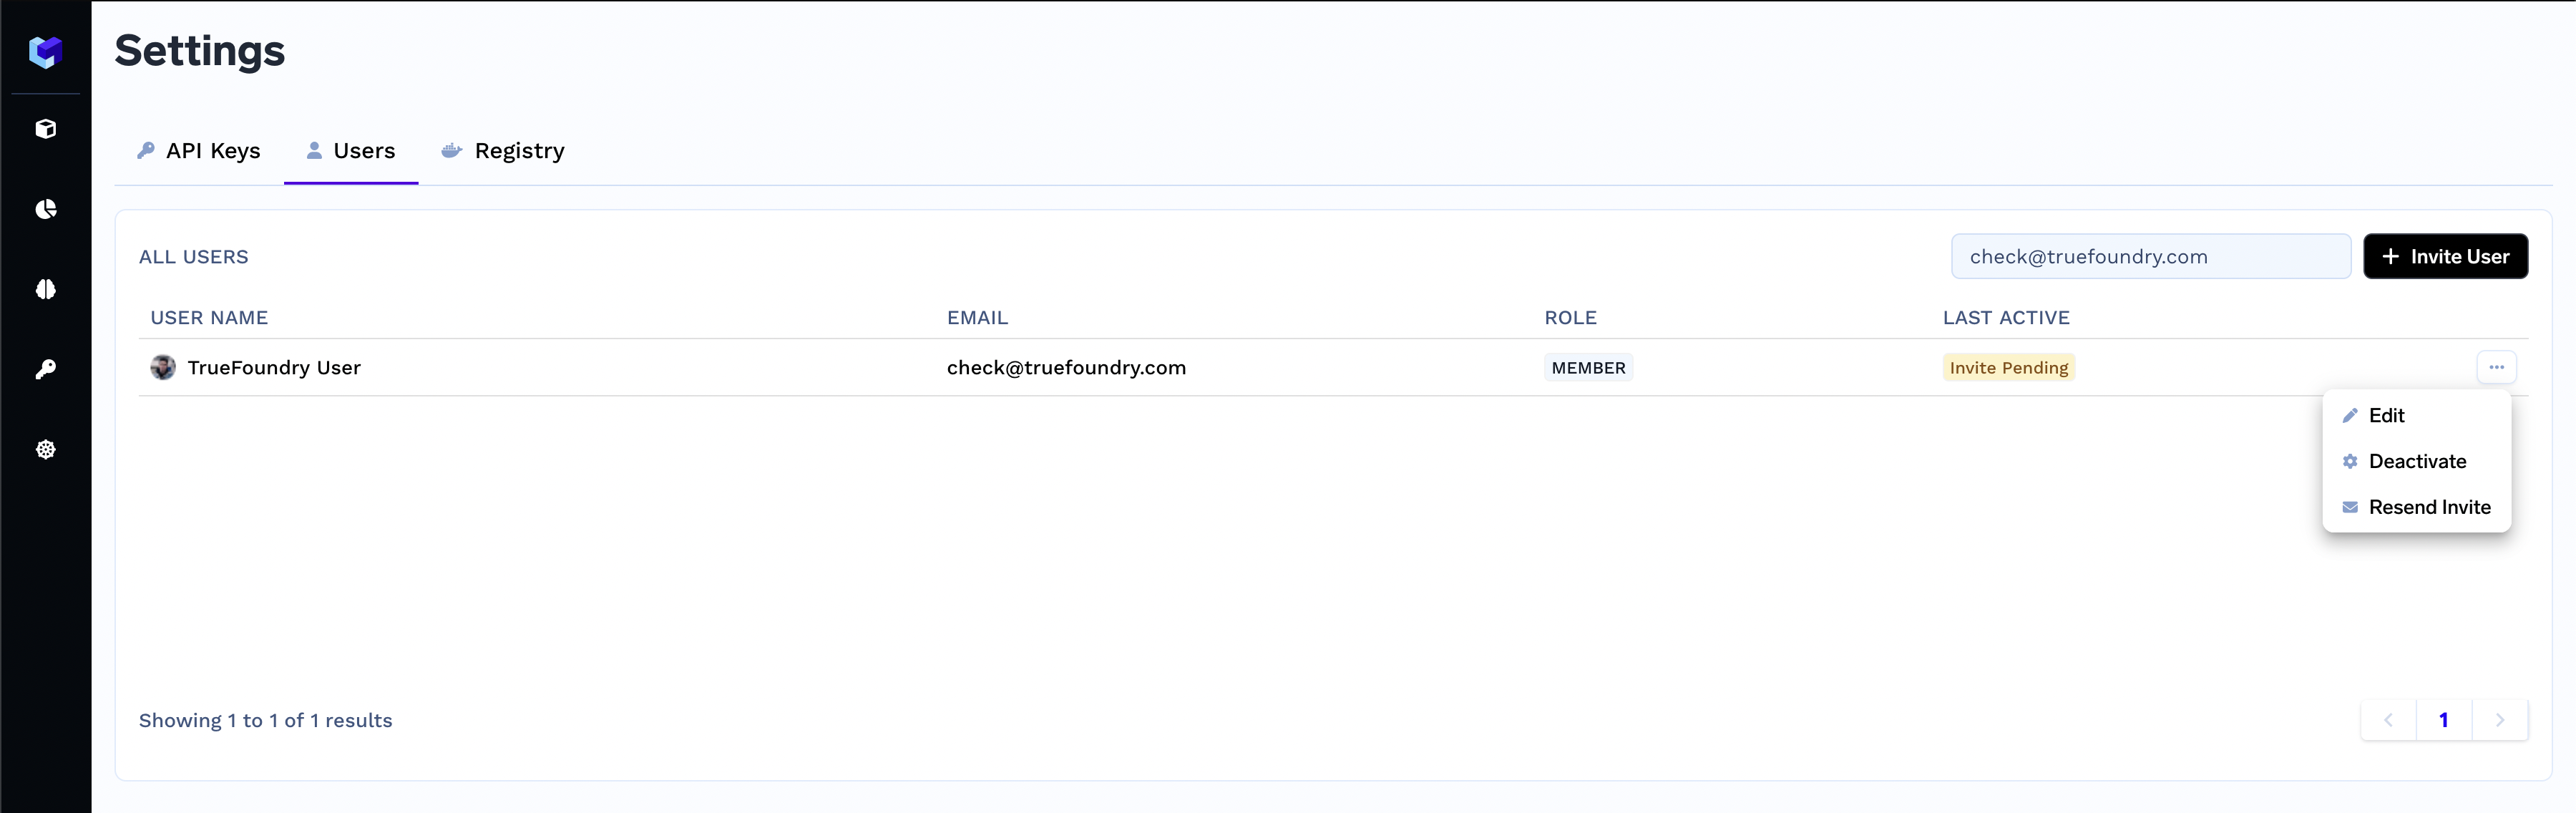 Settings
API Keys Users Registry
ALL USERS check@truefoundry.com + Invite User
USER NAME EMAIL ROLE LAST ACTIVE
TrueFoundry User check@truefoundry.com MEMBER Invite Pending ...
Edit
Deactivate
Resend Invite
Showing 1 to 1 of 1 results < 1 >